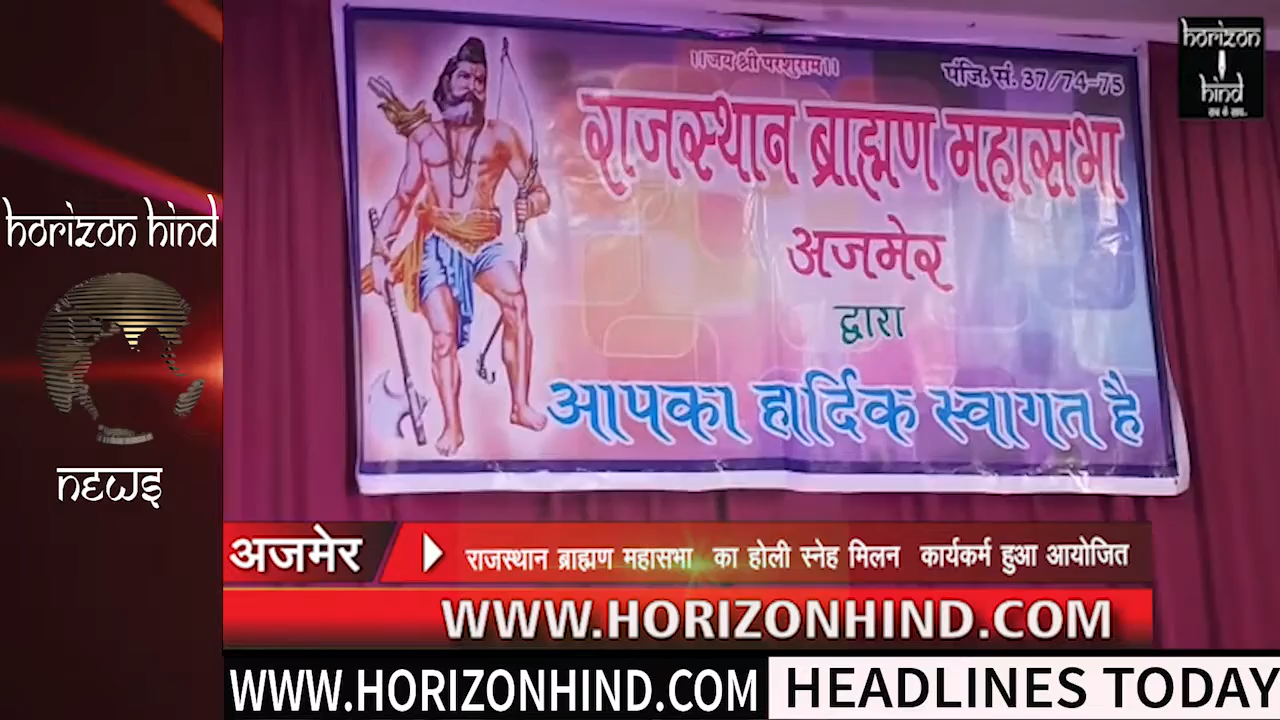 horizon hind
news
।।जय श्री परशुराम।।
पंजि. सं. 37/74-75
राजस्थान ब्राह्मण महासभा
अजमेर
द्वारा
आपका हार्दिक स्वागत है
horizon
hind
अजमेर
राजस्थान ब्राह्मण महासभा का होली स्नेह मिलन कार्यकर्म हुआ आयोजित
WWW.HORIZONHIND.COM
WWW.HORIZONHIND.COM HEADLINES TODAY